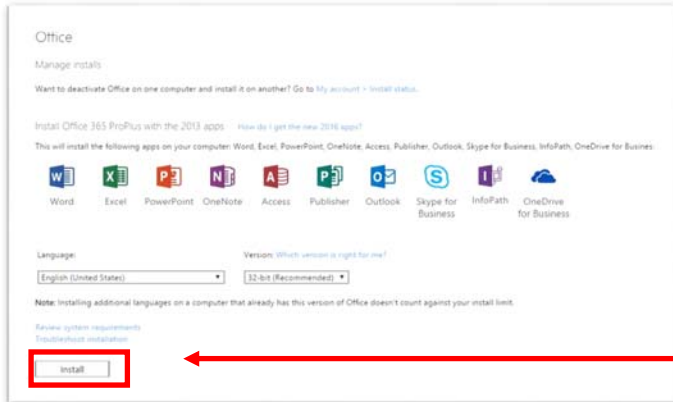 Office
Manage installs
Want to deactivate Office on one computer and install it on another? Go to My account > Install status.
Install Office 365 ProPlus with the 2013 apps How do I get the new 2016 apps?
This will install the following apps on your computer: Word, Excel, PowerPoint, OneNote, Access, Publisher, Outlook, Skype for Business, InfoPath, OneDrive for Busines
Word Excel PowerPoint OneNote Access Publisher Outlook Skype for Business InfoPath OneDrive for Business
Language: Version: Which version is right for me?
English (United States) 32-bit (Recommended)
Note: Installing additional languages on a computer that already has this version of Office doesn't count against your install limit.
Review system requirements
Troubleshoot installation
Install